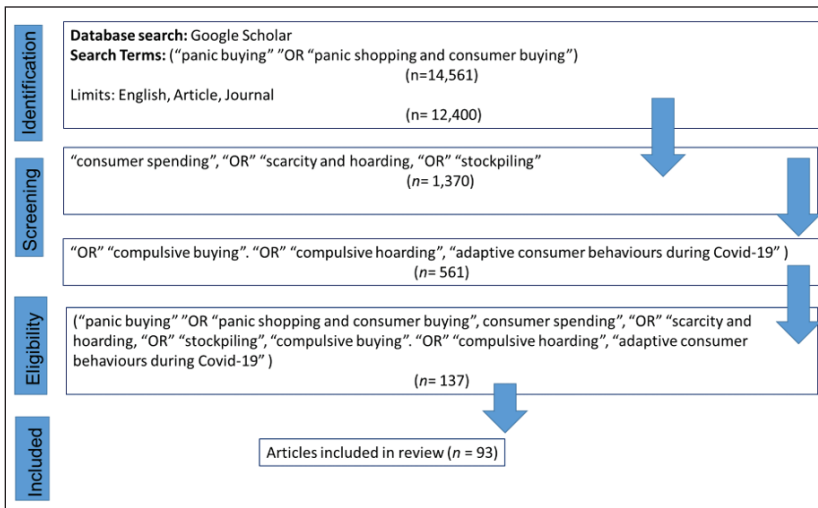 Identification
Database search: Google Scholar
Search Terms: (“panic buying” ”OR “panic shopping and consumer buying”)
(n=14,561)
Limits: English, Article, Journal
(n= 12,400)
Screening
“consumer spending”, “OR” “scarcity and hoarding, “OR” “stockpiling”
(n= 1,370)
“OR” “compulsive buying”. “OR” “compulsive hoarding”, “adaptive consumer behaviours during Covid-19” )
(n= 561)
Eligibility
(“panic buying” ”OR “panic shopping and consumer buying”, consumer spending”, “OR” “scarcity and
hoarding, “OR” “stockpiling”, “compulsive buying”. “OR” “compulsive hoarding”, “adaptive consumer
behaviours during Covid-19” )
(n= 137)
Included
Articles included in review (n = 93)